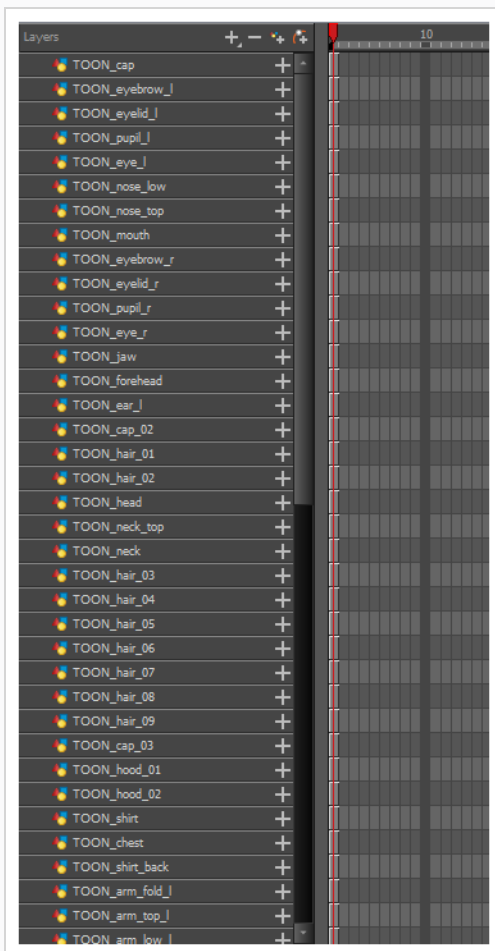 Layers
10
TOON_cap
TOON_eyebrow_l
TOON_eyelid_l
TOON_pupil_l
TOON_eye_l
TOON_nose_low
TOON_nose_top
TOON_mouth
TOON_eyebrow_r
TOON_eyelid_r
TOON_pupil_r
TOON_eye_r
TOON_jaw
TOON_forehead
TOON_ear_l
TOON_cap_02
TOON_hair_01
TOON_hair_02
TOON_head
TOON_neck_top
TOON_neck
TOON_hair_03
TOON_hair_04
TOON_hair_05
TOON_hair_06
TOON_hair_07
TOON_hair_08
TOON_hair_09
TOON_cap_03
TOON_hood_01
TOON_hood_02
TOON_shirt
TOON_chest
TOON_shirt_back
TOON_arm_fold_l
TOON_arm_top_l
TOON_arm_low_l